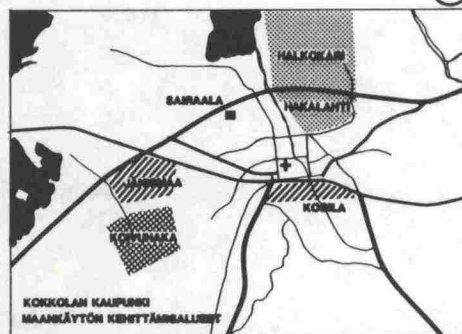 HALKOKARI
SAIRAALA
HAKALAHTI
KOIVUHAKA
KOKKOLAN KAUPUNKI
MAANKÄYTÖN KEHITTÄMISALUEET